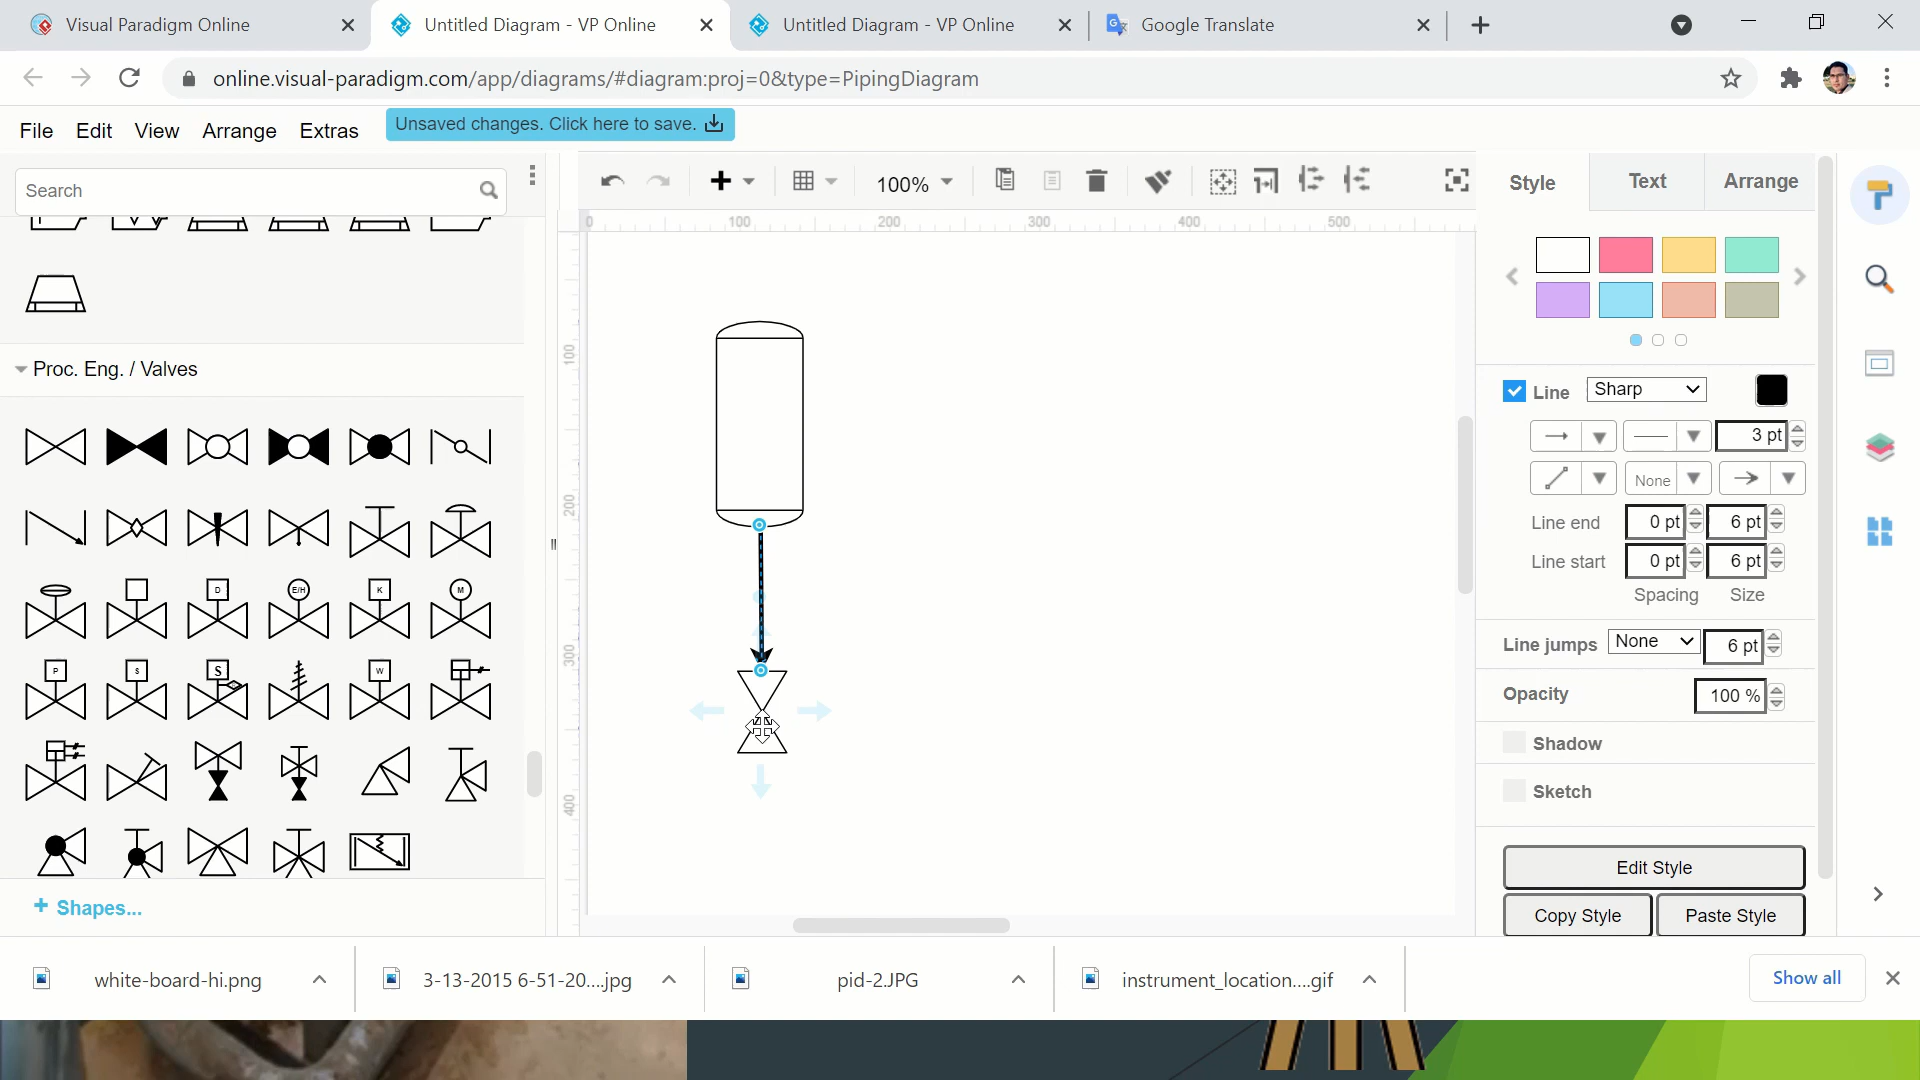 Visual Paradigm Online
Untitled Diagram - VP Online
Untitled Diagram - VP Online
Google Translate
online.visual-paradigm.com/app/diagrams/#diagram:proj=0&type=PipingDiagram
File Edit View Arrange Extras
Unsaved changes. Click here to save.
Search
100%
Style Text Arrange
0 100 200 300 400 500
100
200
300
400
Proc. Eng. / Valves
D E/H K M
P S S W
Line Sharp
3 pt
None
Line end 0 pt 6 pt
Line start 0 pt 6 pt
Spacing Size
Line jumps None 6 pt
Opacity 100 %
Shadow
Sketch
Edit Style
Copy Style Paste Style
+ Shapes...
white-board-hi.png
3-13-2015 6-51-20....jpg
pid-2.JPG
instrument_location....gif
Show all